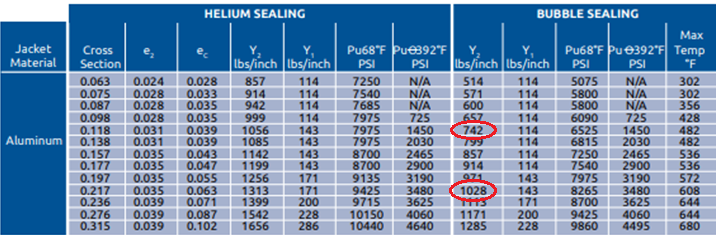 HELIUM SEALING BUBBLE SEALING
Jacket Material Cross Section e2 ec Y2 lbs/inch Y1 lbs/inch Pu68°F PSI PuΘ392°F PSI Y2 lbs/inch Y1 lbs/inch Pu68°F PSI PuΘ392°F PSI Max Temp °F
Aluminum
0.063 0.024 0.028 857 114 7250 N/A 514 114 5075 N/A 302
0.075 0.028 0.033 914 114 7540 N/A 571 114 5800 N/A 302
0.087 0.028 0.035 942 114 7685 N/A 600 114 5800 N/A 356
0.098 0.028 0.035 999 114 7975 725 657 114 6090 725 428
0.118 0.031 0.039 1056 143 7975 1450 742 114 6525 1450 482
0.138 0.031 0.039 1085 143 7975 2030 799 114 6815 2030 482
0.157 0.035 0.043 1142 143 8700 2465 857 114 7250 2465 536
0.177 0.035 0.047 1199 143 8700 2900 914 114 7540 2900 536
0.197 0.035 0.055 1256 171 9135 3190 971 143 7975 3190 572
0.217 0.035 0.063 1313 171 9425 3480 1028 143 8265 3480 608
0.236 0.039 0.071 1399 200 9715 3625 1113 171 8700 3625 644
0.276 0.039 0.087 1542 228 10150 4060 1171 200 9425 4060 644
0.315 0.039 0.102 1656 286 10440 4640 1285 228 9860 4495 680